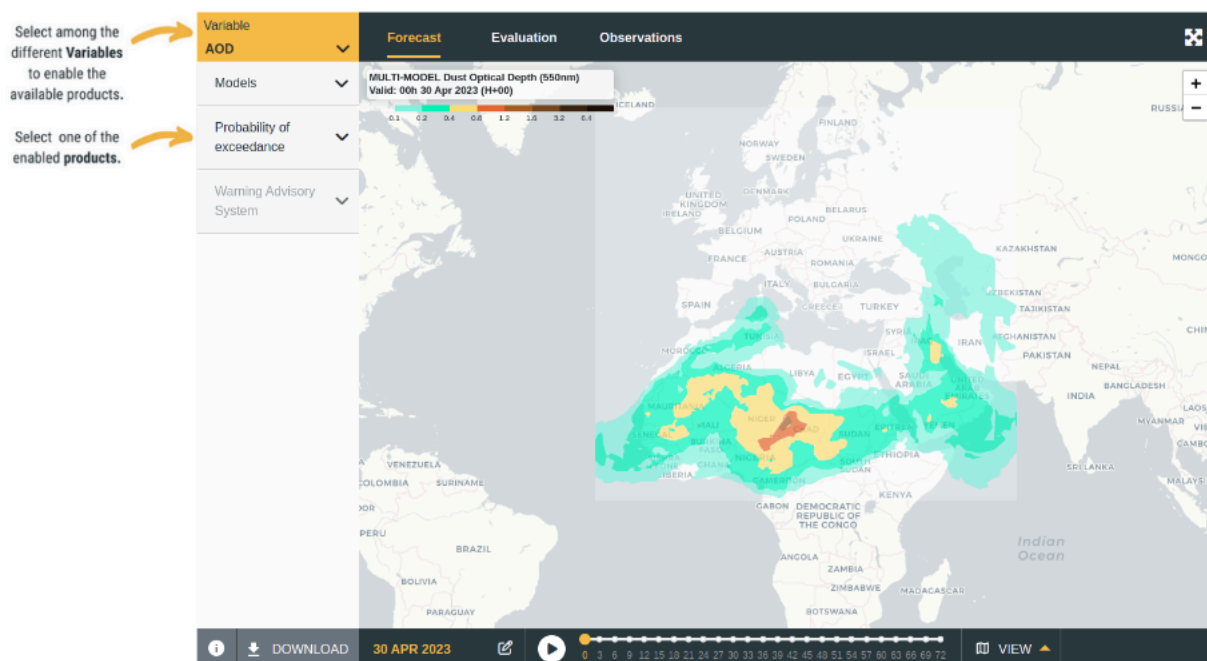 Select among the
different Variables
to enable the
available products.
Select one of the
enabled products.
Variable
AOD
Models
Probability of
exceedance
Warning Advisory
System
Forecast
Evaluation
Observations
MULTI-MODEL Dust Optical Depth (550nm)
Valid: 00h 30 Apr 2023 (H+00)
0.1 0.2 0.4 0.8 1.2 1.6 3.2 6.4
+
−
ICELAND
RUSSIA
FINLAND
NORWAY
SWEDEN
UNITED
KINGDOM
DENMARK
IRELAND
BELARUS
POLAND
BELGIUM
UKRAINE
KAZAKHSTAN
FRANCE
AUSTRIA
ROMANIA
MONGO
ITALY
BULGARIA
UZBEKISTAN
SPAIN
GREECE
TURKEY
TAJIKISTAN
TUNISIA
SYRIA
CHIN
MOROCCO
ISRAEL
IRAQ
IRAN
AFGHANISTAN
PAKISTAN
ALGERIA
LIBYA
EGYPT
SAUDI
ARABIA
UNITED
ARAB
EMIRATES
NEPAL
BANGLADESH
INDIA
MAURITANIA
MALI
NIGER
CHAD
SUDAN
ERITREA
YEMEN
LAOS
MYANMAR
SENEGAL
BURKINA
FASO
NIGERIA
GHANA
SOUTH
SUDAN
ETHIOPIA
CAMBO
LIBERIA
CAMEROON
SRI LANKA
MALAYS
VENEZUELA
COLOMBIA
SURINAME
KENYA
GABON
DEMOCRATIC
REPUBLIC OF
THE CONGO
PERU
BRAZIL
Indian
Ocean
ANGOLA
ZAMBIA
BOLIVIA
ZIMBABWE
MADAGASCAR
PARAGUAY
BOTSWANA
DOWNLOAD
30 APR 2023
0 3 6 9 12 15 18 21 24 27 30 33 36 39 42 45 48 51 54 57 60 63 66 69 72
VIEW